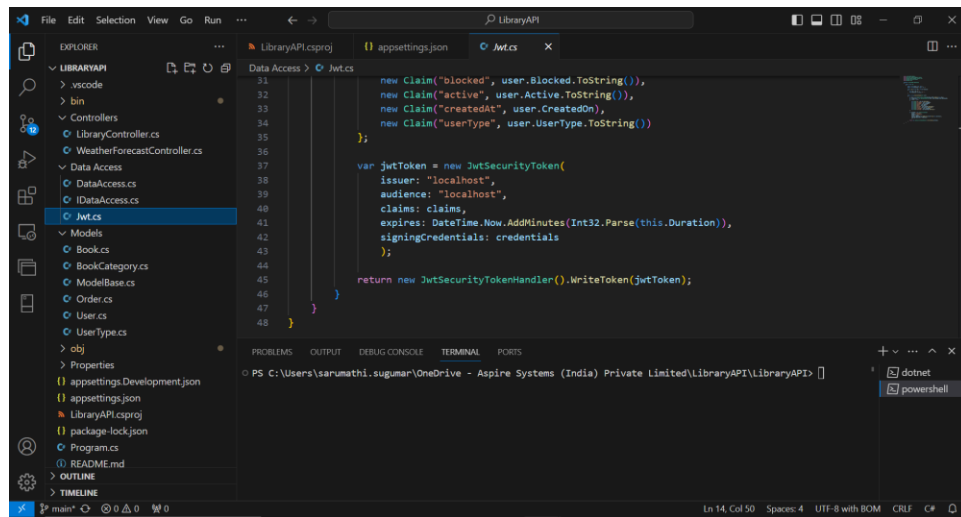 File Edit Selection View Go Run ··· ← → LibraryAPI
EXPLORER ···
LIBRARYAPI
> .vscode
> bin
Controllers
LibraryController.cs
WeatherForecastController.cs
Data Access
DataAccess.cs
IDataAccess.cs
Jwt.cs
Models
Book.cs
BookCategory.cs
ModelBase.cs
Order.cs
User.cs
UserType.cs
> obj
> Properties
{} appsettings.Development.json
{} appsettings.json
LibraryAPI.csproj
{} package-lock.json
Program.cs
README.md
> OUTLINE
> TIMELINE
12
LibraryAPI.csproj {} appsettings.json Jwt.cs ×
Data Access > Jwt.cs
31 new Claim("blocked", user.Blocked.ToString()),
32 new Claim("active", user.Active.ToString()),
33 new Claim("createdAt", user.CreatedOn),
34 new Claim("userType", user.UserType.ToString())
35 };
36
37 var jwtToken = new JwtSecurityToken(
38 issuer: "localhost",
39 audience: "localhost",
40 claims: claims,
41 expires: DateTime.Now.AddMinutes(Int32.Parse(this.Duration)),
42 signingCredentials: credentials
43 );
44
45 return new JwtSecurityTokenHandler().WriteToken(jwtToken);
46 }
47 }
48 }
PROBLEMS OUTPUT DEBUG CONSOLE TERMINAL PORTS
PS C:\Users\sarumathi.sugumar\OneDrive - Aspire Systems (India) Private Limited\LibraryAPI\LibraryAPI>
dotnet
powershell
main* 0 0 0 Ln 14, Col 50 Spaces: 4 UTF-8 with BOM CRLF C#